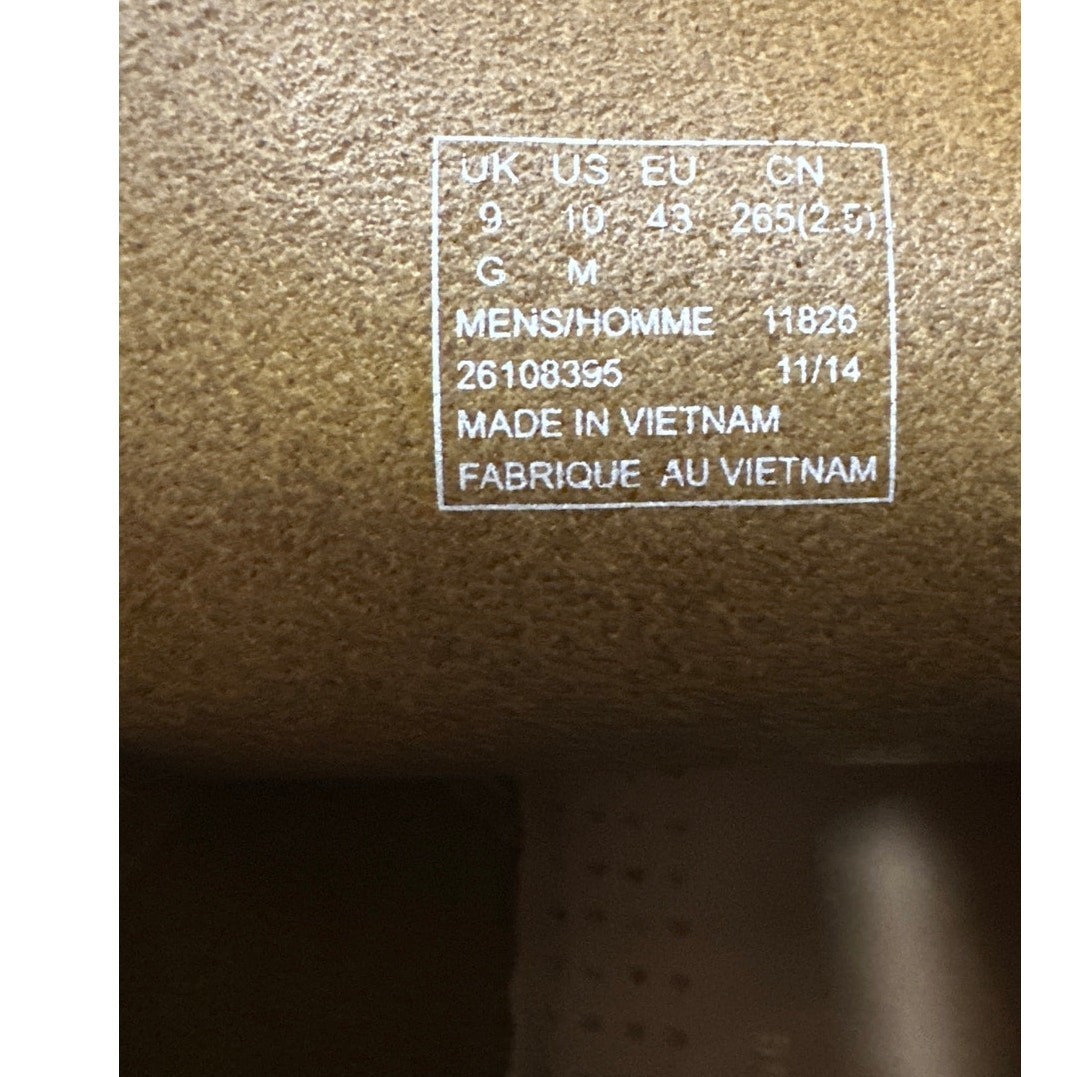 UK US EU CN
9 10 43 265(2.5)
G M
MENS/HOMME 11826
26108395 11/14
MADE IN VIETNAM
FABRIQUE AU VIETNAM